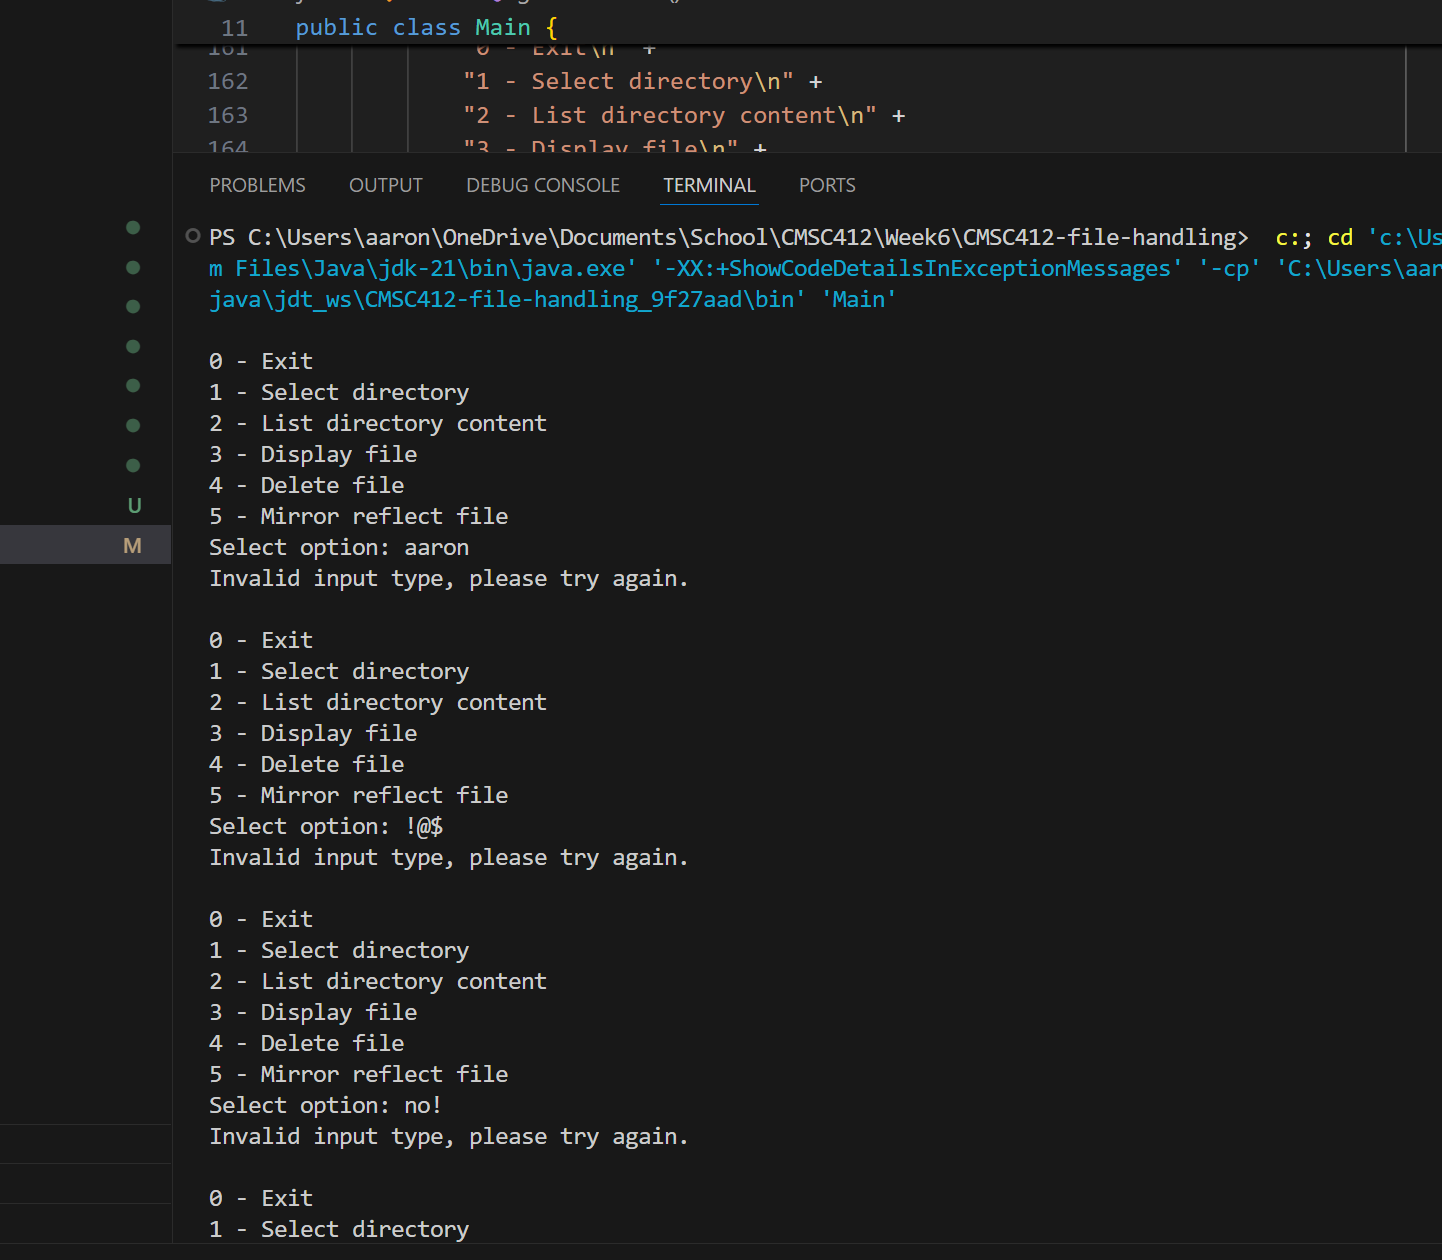 11 public class Main {
161 "0 - Exit\n" +
162 "1 - Select directory\n" +
163 "2 - List directory content\n" +
164 "3 - Display file\n" +
PROBLEMS OUTPUT DEBUG CONSOLE TERMINAL PORTS
PS C:\Users\aaron\OneDrive\Documents\School\CMSC412\Week6\CMSC412-file-handling> c:; cd 'c:\Us
m Files\Java\jdk-21\bin\java.exe' '-XX:+ShowCodeDetailsInExceptionMessages' '-cp' 'C:\Users\aar
java\jdt_ws\CMSC412-file-handling_9f27aad\bin' 'Main'
0 - Exit
1 - Select directory
2 - List directory content
3 - Display file
4 - Delete file
5 - Mirror reflect file
Select option: aaron
Invalid input type, please try again.
0 - Exit
1 - Select directory
2 - List directory content
3 - Display file
4 - Delete file
U
5 - Mirror reflect file
M
Select option: !@$
Invalid input type, please try again.
0 - Exit
1 - Select directory
2 - List directory content
3 - Display file
4 - Delete file
5 - Mirror reflect file
Select option: no!
Invalid input type, please try again.
0 - Exit
1 - Select directory